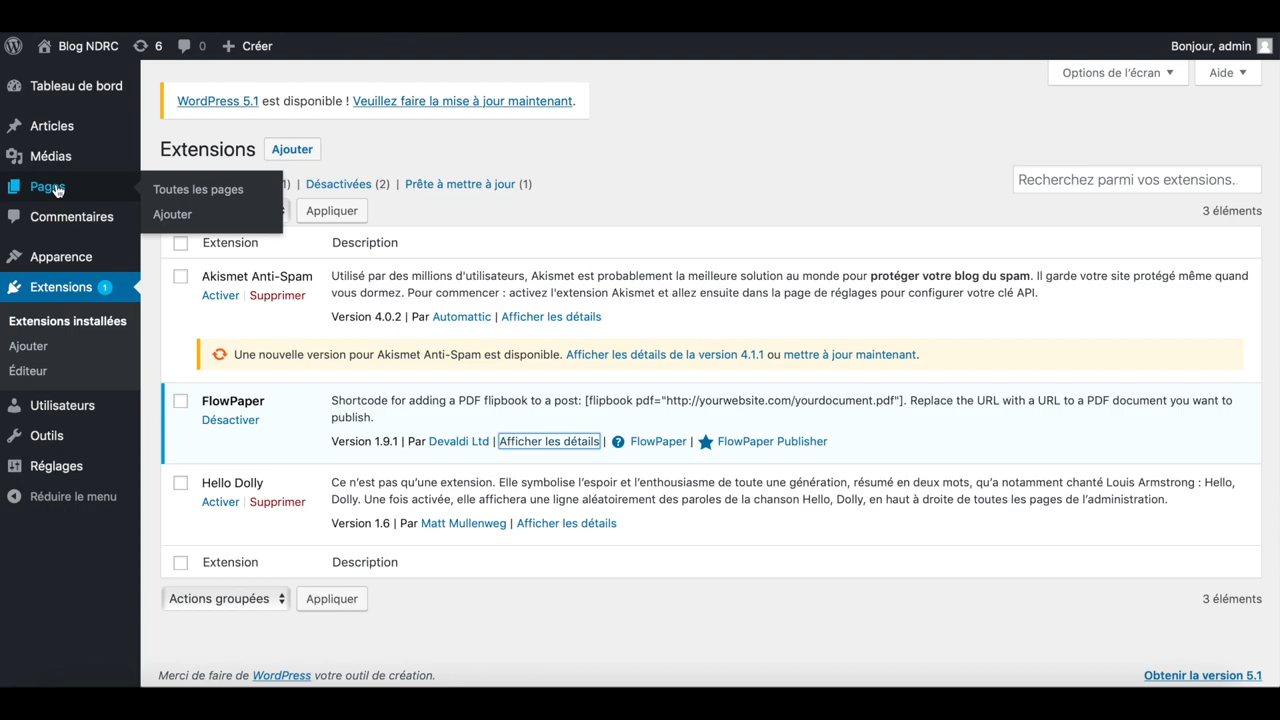 Blog NDRC 6 0 Créer Bonjour, admin
Options de l'écran Aide
Tableau de bord
WordPress 5.1 est disponible ! Veuillez faire la mise à jour maintenant.
Articles
Médias
Pages
Commentaires
Apparence
Extensions 1
Extensions installées
Ajouter
Éditeur
Utilisateurs
Outils
Réglages
Réduire le menu
Toutes les pages
Ajouter
Extensions Ajouter
1) | Désactivées (2) | Prête à mettre à jour (1)
Recherchez parmi vos extensions..
Appliquer
3 éléments
Extension Description
Akismet Anti-Spam
Activer | Supprimer
Utilisé par des millions d'utilisateurs, Akismet est probablement la meilleure solution au monde pour protéger votre blog du spam. Il garde votre site protégé même quand
vous dormez. Pour commencer : activez l'extension Akismet et allez ensuite dans la page de réglages pour configurer votre clé API.
Version 4.0.2 | Par Automattic | Afficher les détails
Une nouvelle version pour Akismet Anti-Spam est disponible. Afficher les détails de la version 4.1.1 ou mettre à jour maintenant.
FlowPaper
Désactiver
Shortcode for adding a PDF flipbook to a post: [flipbook pdf="http://yourwebsite.com/yourdocument.pdf"]. Replace the URL with a URL to a PDF document you want to
publish.
Version 1.9.1 | Par Devaldi Ltd | Afficher les détails | FlowPaper | FlowPaper Publisher
Hello Dolly
Activer | Supprimer
Ce n'est pas qu'une extension. Elle symbolise l'espoir et l'enthousiasme de toute une génération, résumé en deux mots, qu'a notamment chanté Louis Armstrong : Hello,
Dolly. Une fois activée, elle affichera une ligne aléatoirement des paroles de la chanson Hello, Dolly, en haut à droite de toutes les pages de l'administration.
Version 1.6 | Par Matt Mullenweg | Afficher les détails
Extension Description
Actions groupées Appliquer
3 éléments
Merci de faire de WordPress votre outil de création.
Obtenir la version 5.1